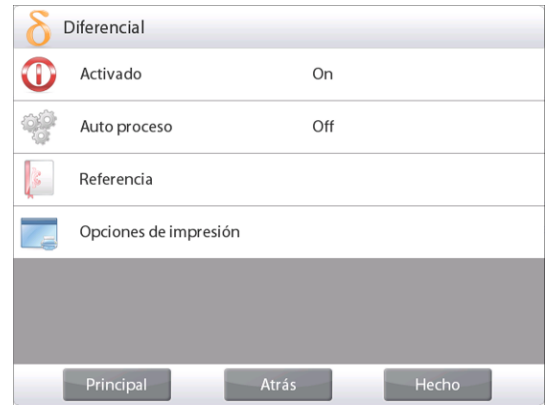 δ Diferencial
Activado On
Auto proceso Off
Referencia
Opciones de impresión
Principal Atrás Hecho